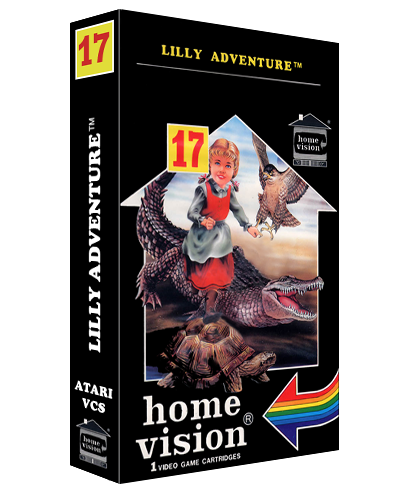 17
LILLY ADVENTURE™
ATARI
VCS
home
vision
LILLY ADVENTURE™
17
home
vision
home
vision
®
1 VIDEO GAME CARTRIDGES